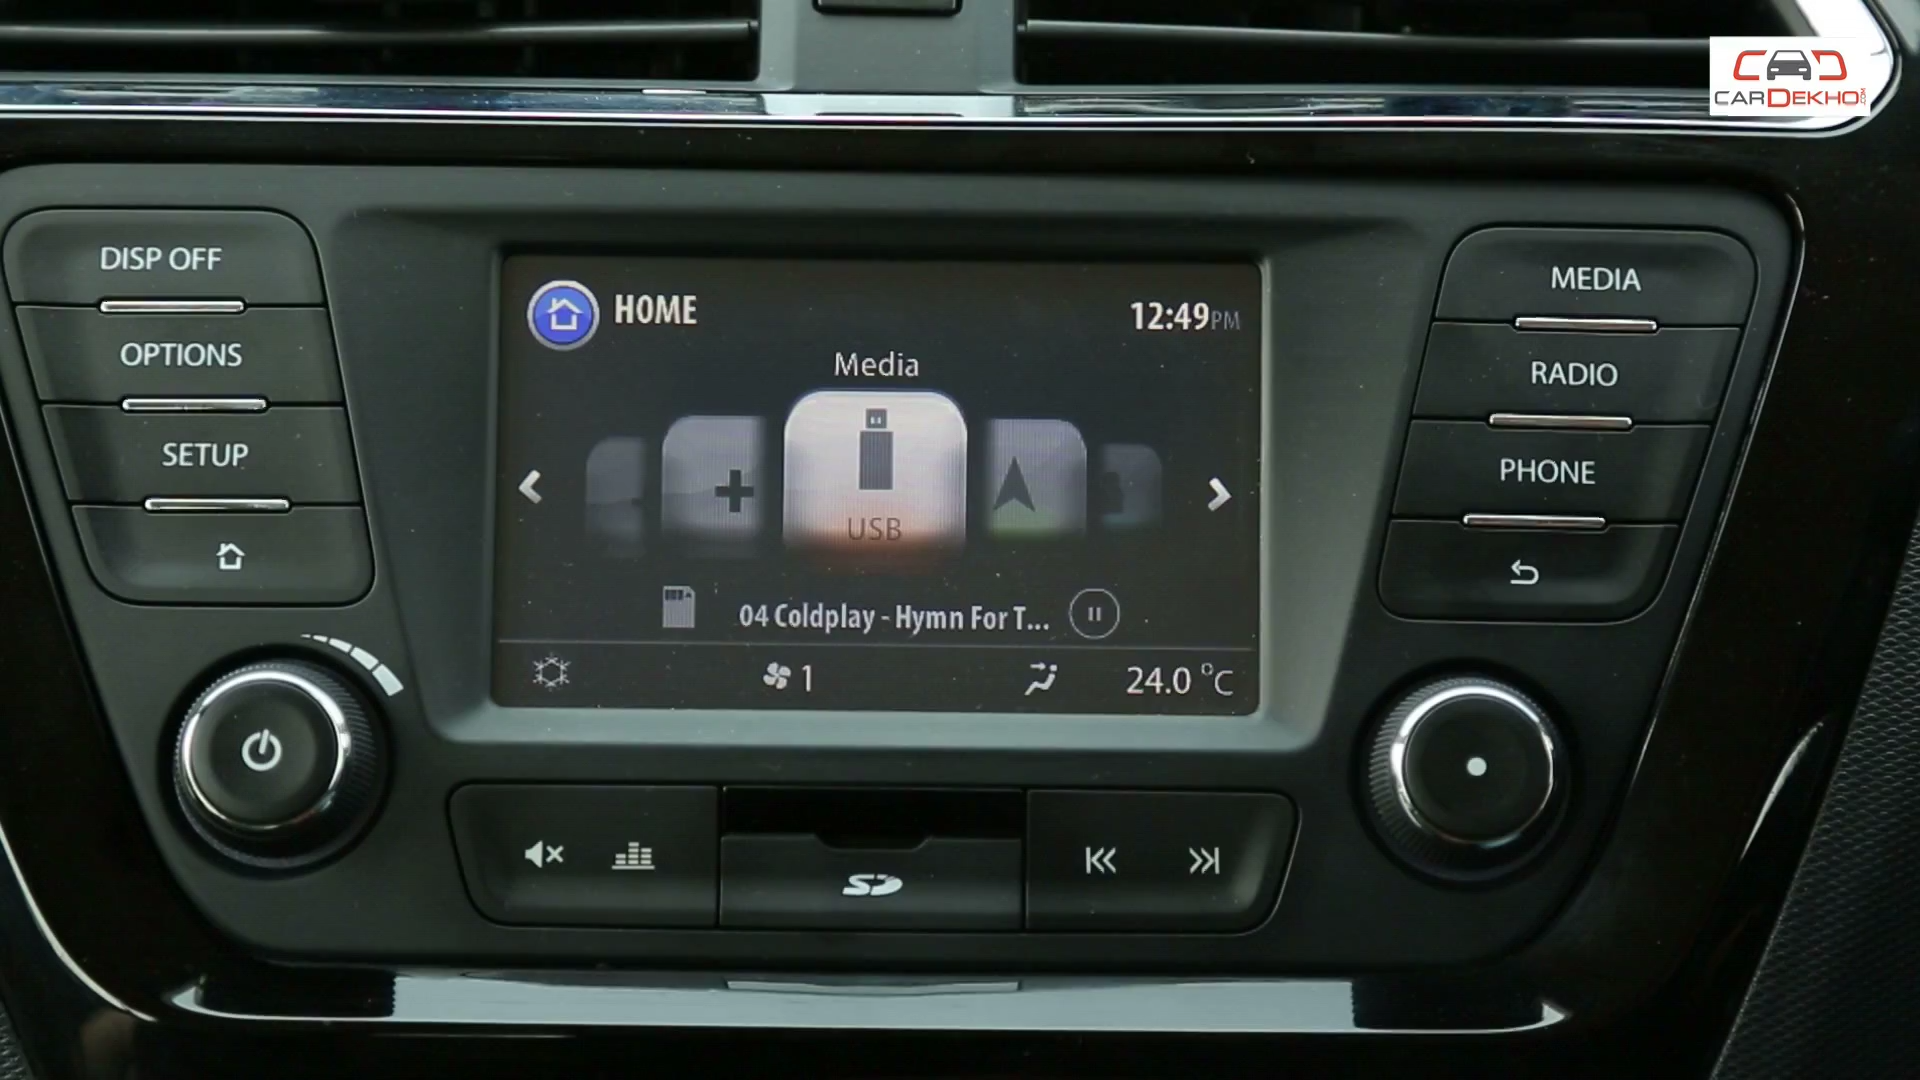 CARDEKHO.COM
DISP OFF
OPTIONS
SETUP
HOME
12:49PM
Media
USB
04 Coldplay - Hymn For T...
1
24.0 °C
MEDIA
RADIO
PHONE
SD